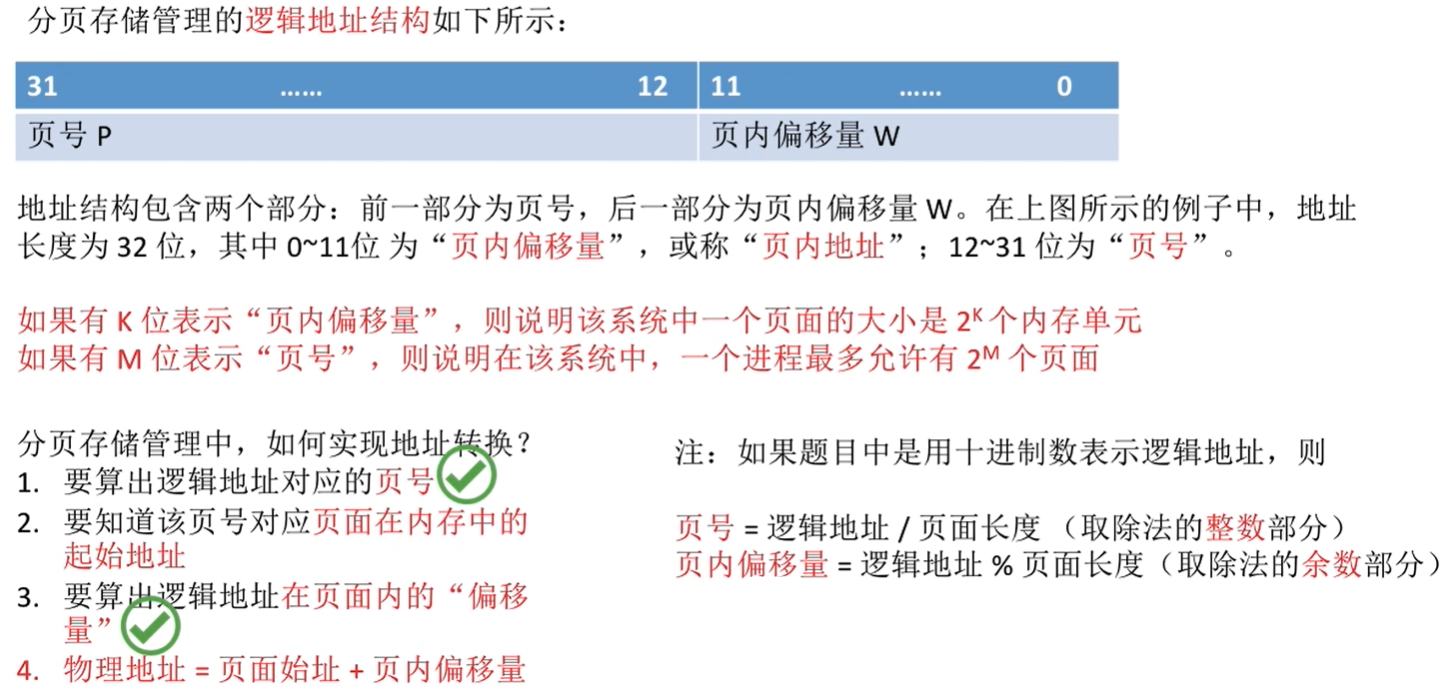 分页存储管理的逻辑地址结构如下所示：
31 …… 12 11 …… 0
页号 P 页内偏移量 W
地址结构包含两个部分：前一部分为页号，后一部分为页内偏移量 W。在上图所示的例子中，地址
长度为 32 位，其中 0~11位 为“页内偏移量”，或称“页内地址”；12~31 位为“页号”。
如果有 K 位表示“页内偏移量”，则说明该系统中一个页面的大小是 2ᴷ 个内存单元
如果有 M 位表示“页号”，则说明在该系统中，一个进程最多允许有 2ᴹ 个页面
分页存储管理中，如何实现地址转换？
1. 要算出逻辑地址对应的页号
2. 要知道该页号对应页面在内存中的
起始地址
3. 要算出逻辑地址在页面内的“偏移
量”
4. 物理地址 = 页面始址 + 页内偏移量
注：如果题目中是用十进制数表示逻辑地址，则
页号 = 逻辑地址 / 页面长度 （取除法的整数部分）
页内偏移量 = 逻辑地址 % 页面长度（取除法的余数部分）